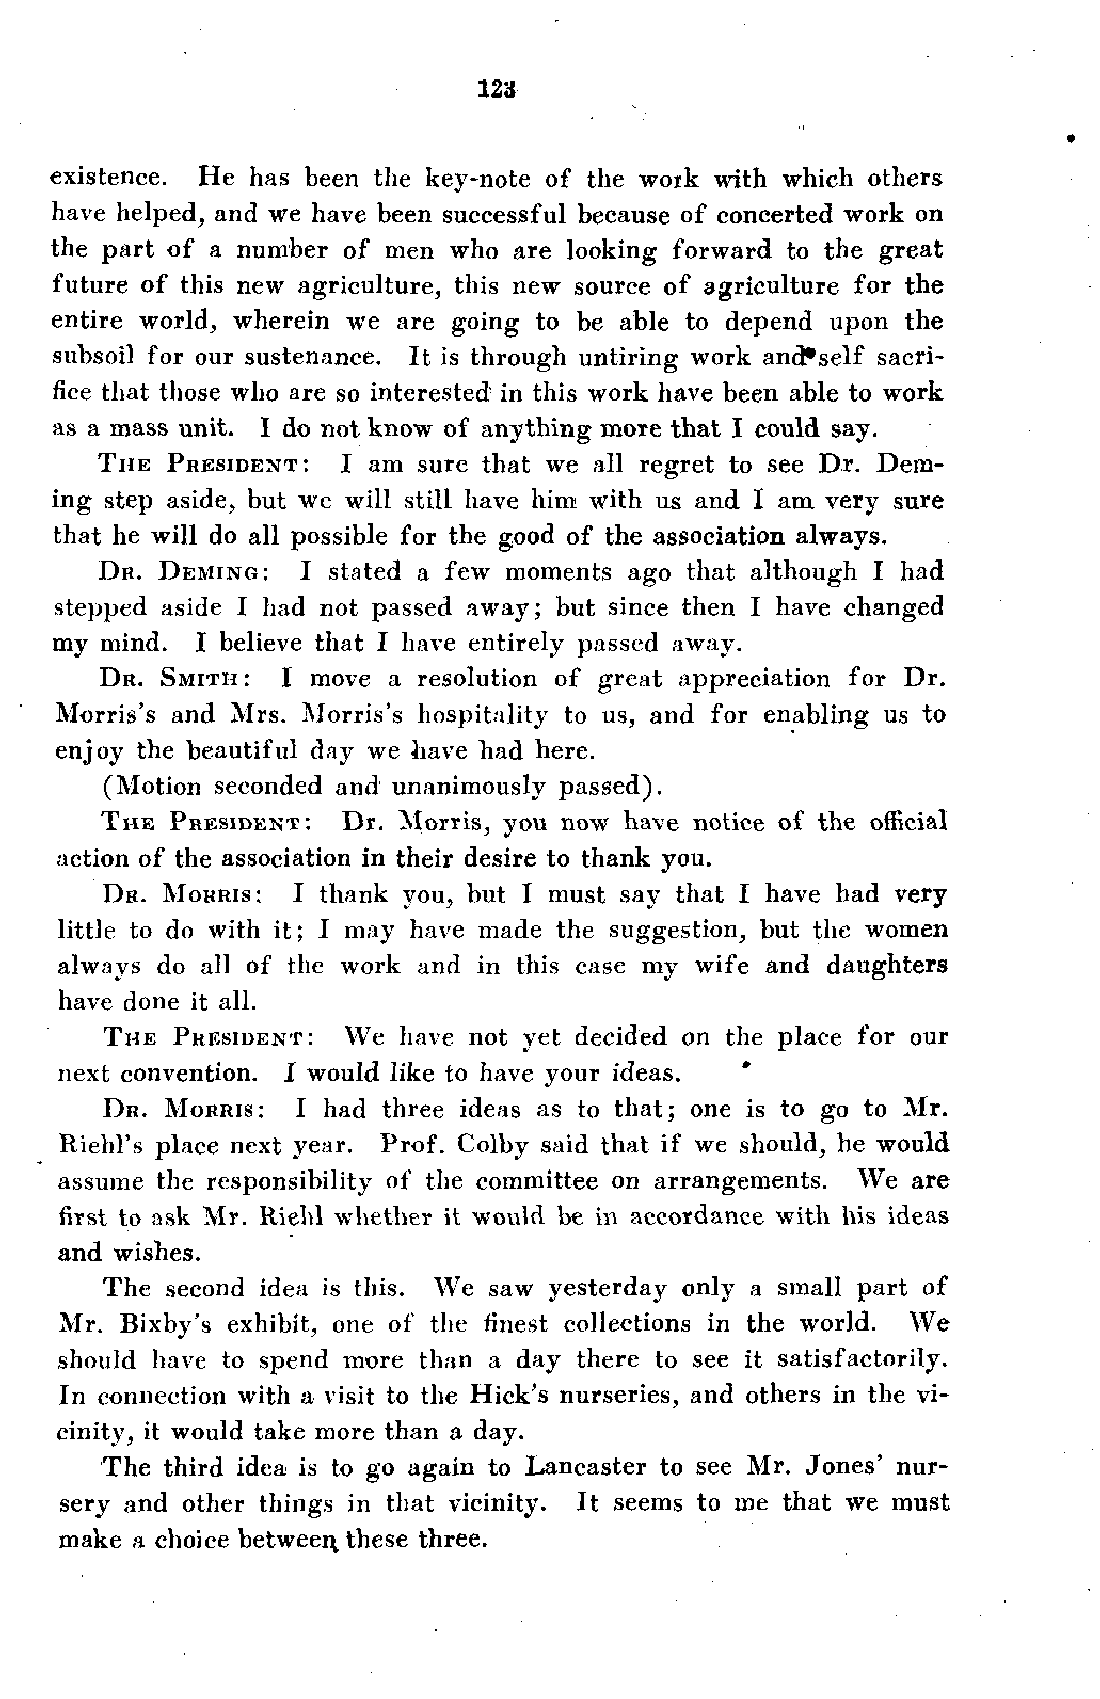 123
existence. He has been the key-note of the work with which others
have helped, and we have been successful because of concerted work on
the part of a number of men who are looking forward to the great
future of this new agriculture, this new source of agriculture for the
entire world, wherein we are going to be able to depend upon the
subsoil for our sustenance. It is through untiring work and self sacri-
fice that those who are so interested in this work have been able to work
as a mass unit. I do not know of anything more that I could say.
THE PRESIDENT: I am sure that we all regret to see Dr. Dem-
ing step aside, but we will still have him with us and I am very sure
that he will do all possible for the good of the association always.
DR. DEMING: I stated a few moments ago that although I had
stepped aside I had not passed away; but since then I have changed
my mind. I believe that I have entirely passed away.
DR. SMITH: I move a resolution of great appreciation for Dr.
Morris's and Mrs. Morris's hospitality to us, and for enabling us to
enjoy the beautiful day we have had here.
(Motion seconded and unanimously passed).
THE PRESIDENT: Dr. Morris, you now have notice of the official
action of the association in their desire to thank you.
DR. MORRIS: I thank you, but I must say that I have had very
little to do with it; I may have made the suggestion, but the women
always do all of the work and in this case my wife and daughters
have done it all.
THE PRESIDENT: We have not yet decided on the place for our
next convention. I would like to have your ideas.
DR. MORRIS: I had three ideas as to that; one is to go to Mr.
Riehl's place next year. Prof. Colby said that if we should, he would
assume the responsibility of the committee on arrangements. We are
first to ask Mr. Riehl whether it would be in accordance with his ideas
and wishes.
The second idea is this. We saw yesterday only a small part of
Mr. Bixby's exhibit, one of the finest collections in the world. We
should have to spend more than a day there to see it satisfactorily.
In connection with a visit to the Hick's nurseries, and others in the vi-
cinity, it would take more than a day.
The third idea is to go again to Lancaster to see Mr. Jones' nur-
sery and other things in that vicinity. It seems to me that we must
make a choice between these three.